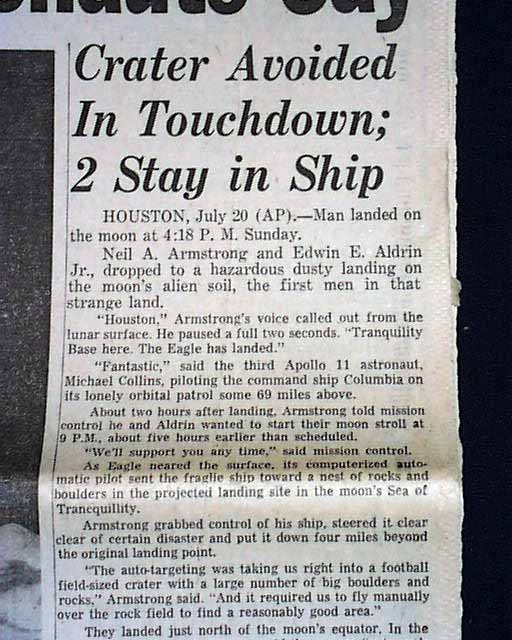 Say
Crater Avoided
In Touchdown;
2 Stay in Ship
HOUSTON, July 20 (AP).—Man landed on
the moon at 4:18 P. M. Sunday.
Neil A. Armstrong and Edwin E. Aldrin
Jr., dropped to a hazardous dusty landing on
the moon's alien soil, the first men in that
strange land.
"Houston," Armstrong's voice called out from the
lunar surface. He paused a full two seconds. "Tranquility
Base here. The Eagle has landed."
"Fantastic," said the third Apollo 11 astronaut,
Michael Collins, piloting the command ship Columbia on
its lonely orbital patrol some 69 miles above.
About two hours after landing, Armstrong told mission
control he and Aldrin wanted to start their moon stroll at
9 P.M., about five hours earlier than scheduled.
"We'll support you any time," said mission control.
As Eagle neared the surface, its computerized auto-
matic pilot sent the fraglie ship toward a nest of rocks and
boulders in the projected landing site in the moon's Sea of
Tranquillity.
Armstrong grabbed control of his ship, steered it clear
clear of certain disaster and put it down four miles beyond
the original landing point.
"The auto-targeting was taking us right into a football
field-sized crater with a large number of big boulders and
rocks," Armstrong said. "And it required us to fly manually
over the rock field to find a reasonably good area."
They landed just north of the moon's equator. In the